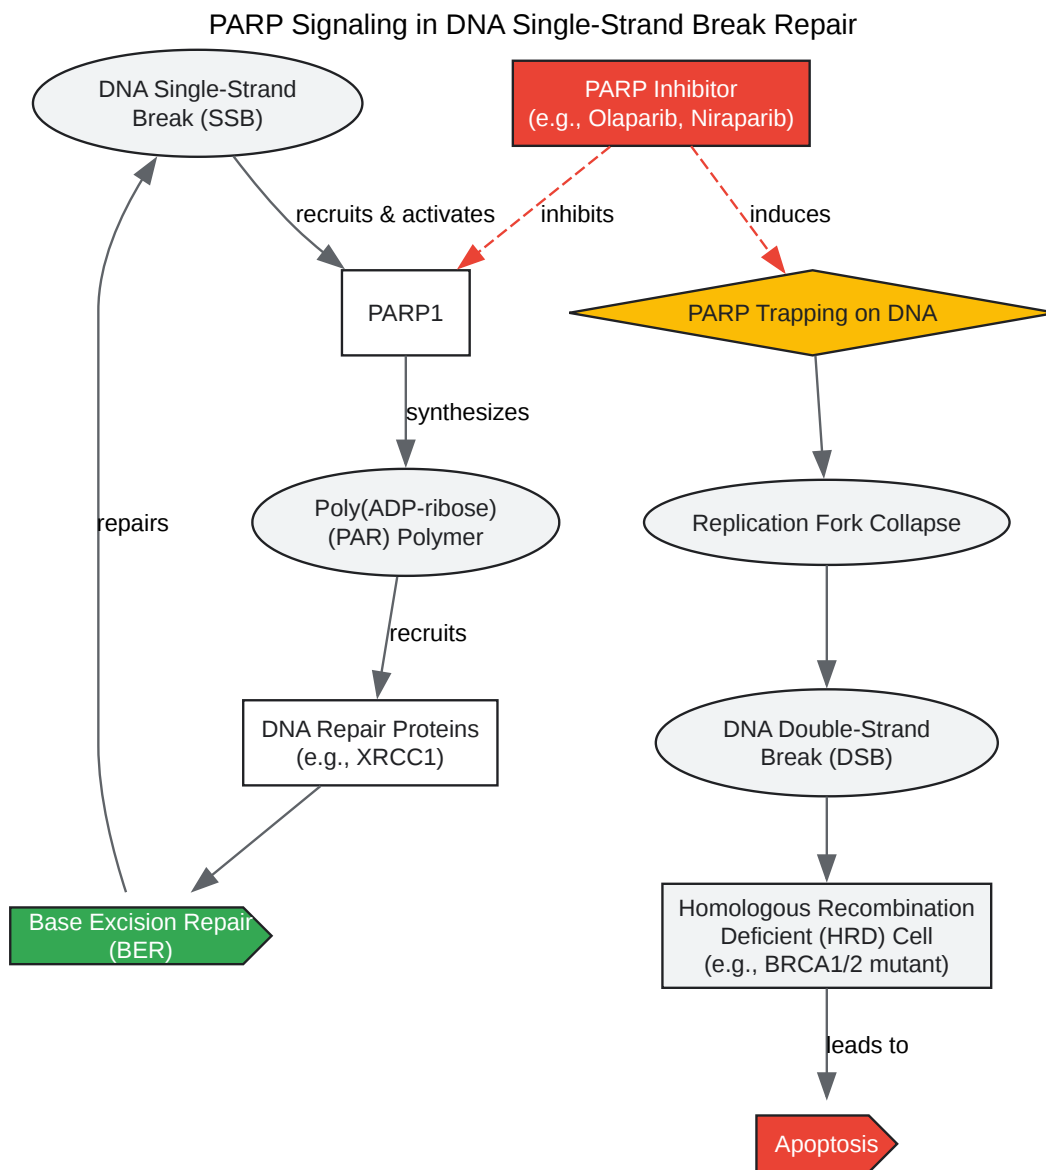 PARP Signaling in DNA Single-Strand Break Repair
DNA Single-Strand
Break (SSB)
PARP Inhibitor
(e.g., Olaparib, Niraparib)
recruits & activates
inhibits
induces
PARP1
PARP Trapping on DNA
synthesizes
Poly(ADP-ribose)
(PAR) Polymer
Replication Fork Collapse
repairs
recruits
DNA Repair Proteins
(e.g., XRCC1)
DNA Double-Strand
Break (DSB)
Base Excision Repair
(BER)
Homologous Recombination
Deficient (HRD) Cell
(e.g., BRCA1/2 mutant)
leads to
Apoptosis